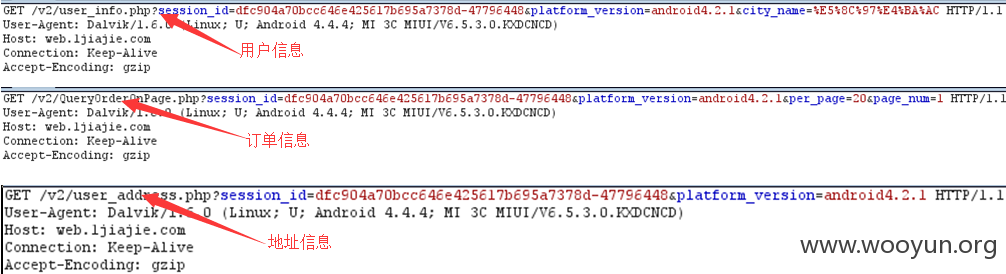 GET /v2/user_info.php?session_id=dfc904a70bcc646e425617b695a7378d-47796448&platform_version=android4.2.1&city_name=%E5%8C%97%E4%BA%AC HTTP/1.1
User-Agent: Dalvik/1.6.0 (Linux; U; Android 4.4.4; MI 3C MIUI/V6.5.3.0.KXDCNCD)
Host: web.ljiajie.com
用户信息
Connection: Keep-Alive
Accept-Encoding: gzip
GET /v2/QueryOrderOnPage.php?session_id=dfc904a70bcc646e425617b695a7378d-47796448&platform_version=android4.2.1&per_page=20&page_num=1 HTTP/1.1
User-Agent: Dalvik/1.6.0 (Linux; U; Android 4.4.4; MI 3C MIUI/V6.5.3.0.KXDCNCD)
Host: web.ljiajie.com
订单信息
Connection: Keep-Alive
Accept-Encoding: gzip
GET /v2/user_address.php?session_id=dfc904a70bcc646e425617b695a7378d-47796448&platform_version=android4.2.1 HTTP/1.1
User-Agent: Dalvik/1.6.0 (Linux; U; Android 4.4.4; MI 3C MIUI/V6.5.3.0.KXDCNCD)
Host: web.ljiajie.com
地址信息
Connection: Keep-Alive
www.wooyun.org
Accept-Encoding: gzip